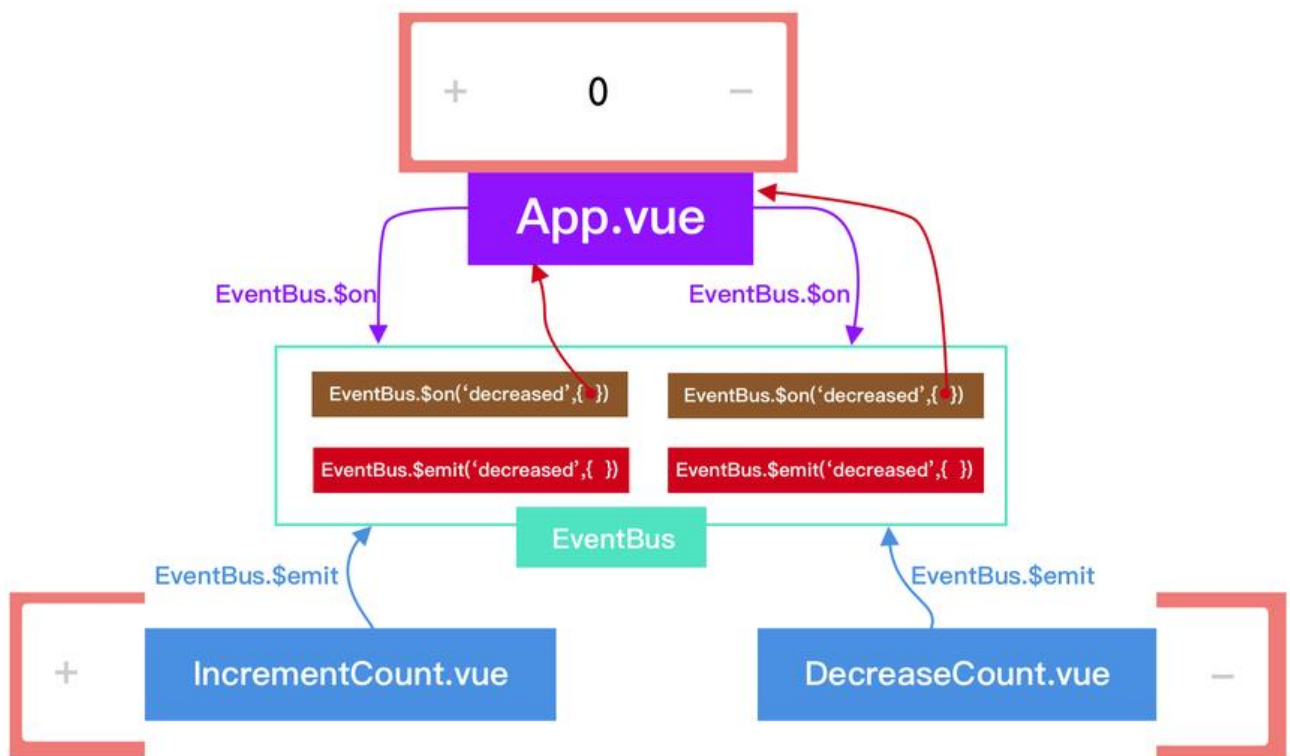 + 0 −
App.vue
EventBus.$on
EventBus.$on
EventBus.$on(‘decreased’,{ })
EventBus.$on(‘decreased’,{ })
EventBus.$emit(‘decreased’,{ })
EventBus.$emit(‘decreased’,{ })
EventBus
EventBus.$emit
EventBus.$emit
+
IncrementCount.vue
DecreaseCount.vue
−